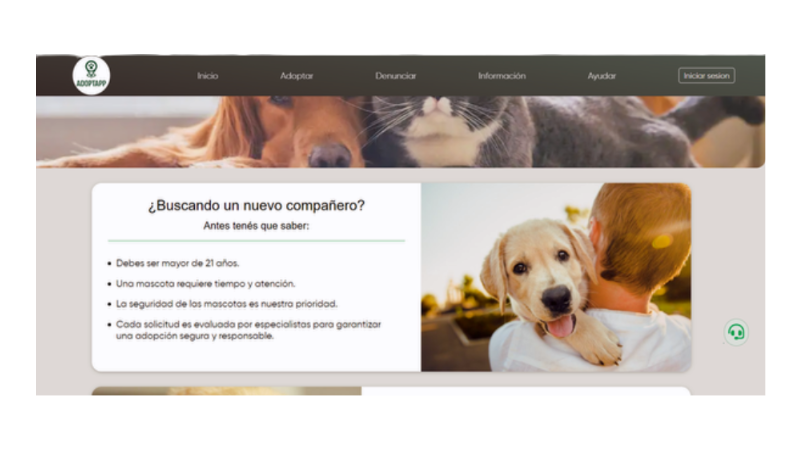 ADOPTAPP
Inicio
Adoptar
Denunciar
Información
Ayudar
Iniciar sesion
¿Buscando un nuevo compañero?
Antes tenés que saber:
• Debes ser mayor de 21 años.
• Una mascota requiere tiempo y atención.
• La seguridad de las mascotas es nuestra prioridad.
• Cada solicitud es evaluada por especialistas para garantizar
una adopción segura y responsable.